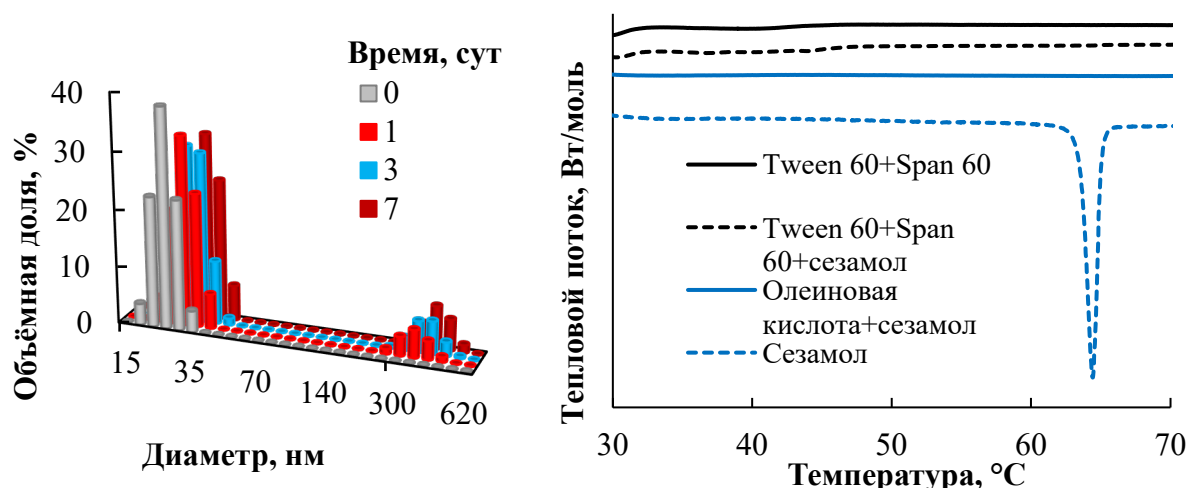 Время, сут
0
1
3
7
40
30
20
10
0
Объёмная доля, %
15
35
70
140
300
620
Диаметр, нм
Тепловой поток, Вт/моль
Tween 60+Span 60
Tween 60+Span
60+сезамол
Олеиновая
кислота+сезамол
Сезамол
30
40
50
60
70
Температура, °C